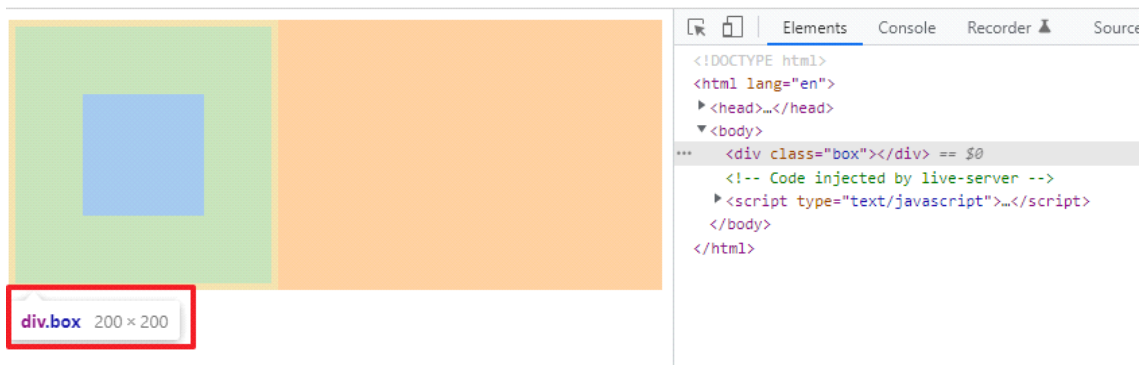 Elements Console Recorder Source
<!DOCTYPE html>
<html lang="en">
<head>…</head>
<body>
<div class="box"></div> == $0
<!-- Code injected by live-server -->
<script type="text/javascript">…</script>
</body>
</html>
div.box 200 × 200